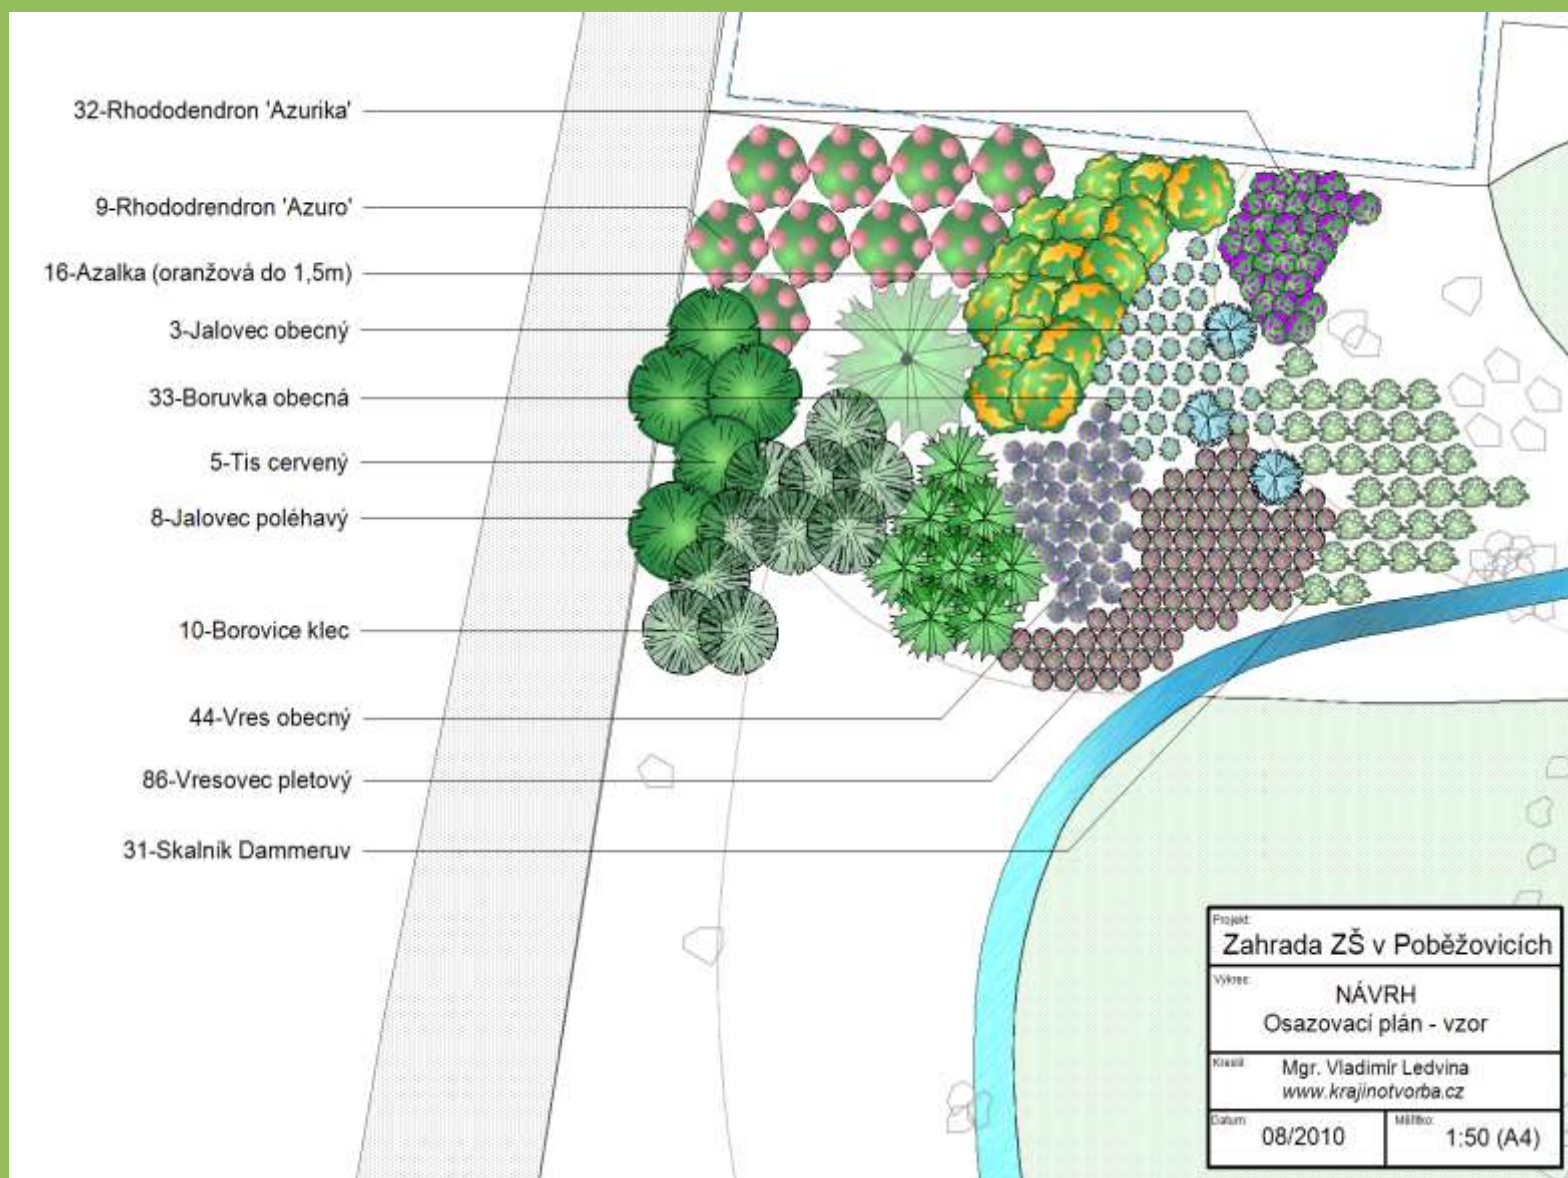 32-Rhododendron 'Azurika'
9-Rhododrendron 'Azuro'
16-Azalka (oranžová do 1,5m)
3-Jalovec obecný
33-Boruvka obecná
5-Tis cervený
8-Jalovec poléhavý
10-Borovice klec
44-Vres obecný
86-Vresovec pletový
31-Skalník Dammeruv
Projekt:
Zahrada ZŠ v Poběžovicích
Výkres:
NÁVRH
Osazovací plán - vzor
Kreslil:
Mgr. Vladimír Ledvina
www.krajinotvorba.cz
Datum:
08/2010
Měřítko:
1:50 (A4)